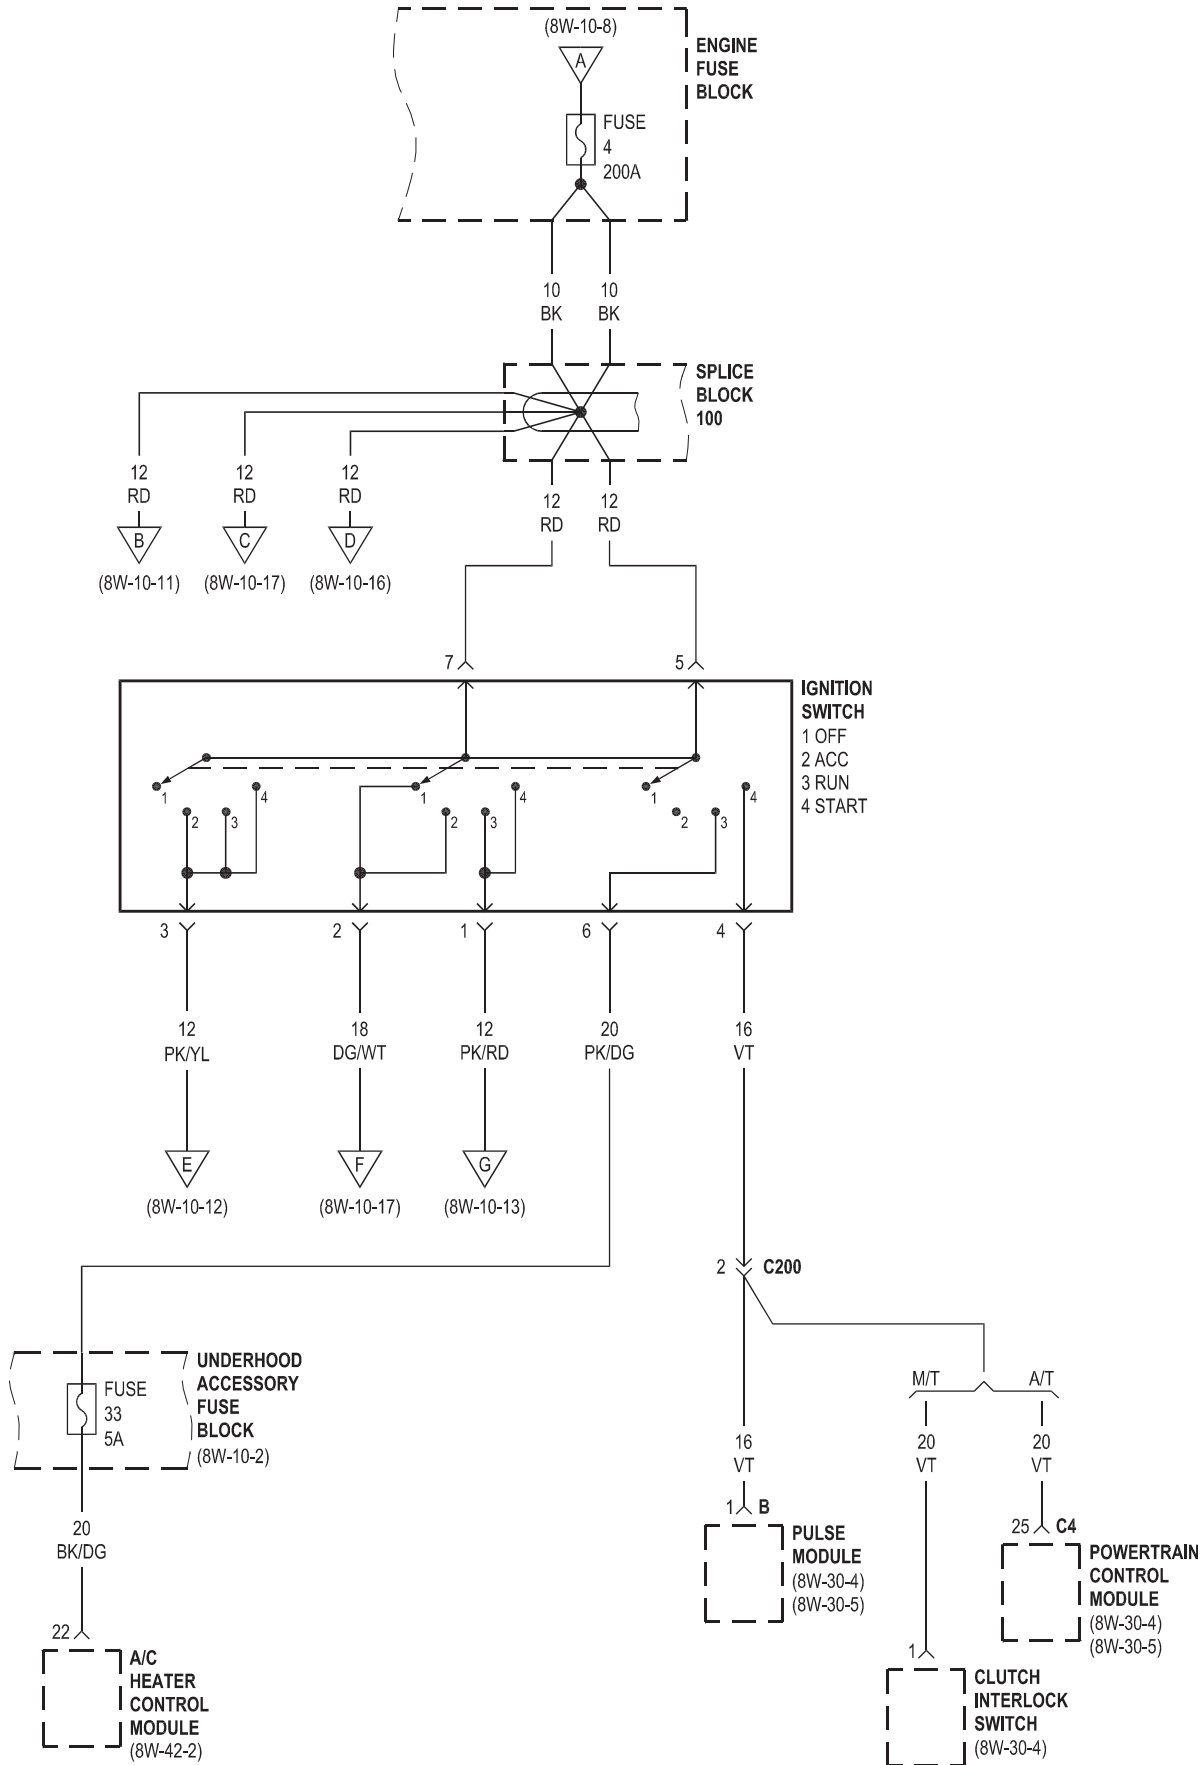 (8W-10-8)
A
ENGINE
FUSE
BLOCK
FUSE
4
200A
10
BK
10
BK
SPLICE
BLOCK
100
12
RD
12
RD
12
RD
12
RD
12
RD
B
C
D
(8W-10-11)
(8W-10-17)
(8W-10-16)
7
5
IGNITION
SWITCH
1 OFF
2 ACC
3 RUN
4 START
1
2
3
4
1
2
3
4
1
2
3
4
3
2
1
6
4
12
PK/YL
18
DG/WT
12
PK/RD
20
PK/DG
16
VT
E
F
G
(8W-10-12)
(8W-10-17)
(8W-10-13)
2
C200
UNDERHOOD
ACCESSORY
FUSE
BLOCK
(8W-10-2)
FUSE
33
5A
M/T
A/T
16
VT
20
VT
20
VT
1
B
25
C4
20
BK/DG
PULSE
MODULE
(8W-30-4)
(8W-30-5)
POWERTRAIN
CONTROL
MODULE
(8W-30-4)
(8W-30-5)
22
A/C
HEATER
CONTROL
MODULE
(8W-42-2)
1
CLUTCH
INTERLOCK
SWITCH
(8W-30-4)